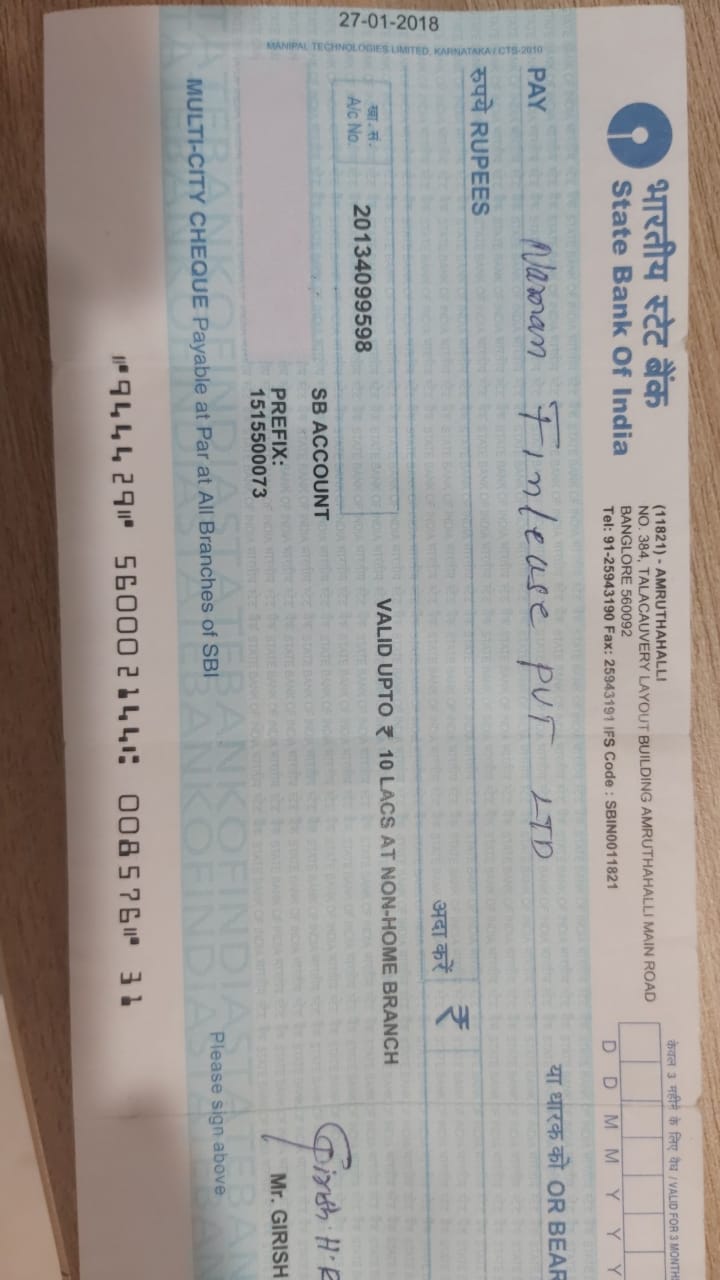 केवल 3 महीने के लिए वैध / VALID FOR 3 MONTH
D D M M Y Y Y
भारतीय स्टेट बैंक
State Bank Of India
(11821) - AMRUTHAHALLI
NO. 384, TALACAUVERY LAYOUT BUILDING AMRUTHAHALLI MAIN ROAD
BANGLORE 560092
Tel: 91-25943190 Fax: 25943191 IFS Code : SBIN0011821
PAY Naman Finlease PVT LTD
या धारक को OR BEAR
रुपये RUPEES
अदा करें ₹
खा. सं.
A/c No. 20134099598
VALID UPTO ₹ 10 LACS AT NON-HOME BRANCH
SB ACCOUNT
PREFIX:
1515500073
Girish. H.R
Mr. GIRISH
MULTI-CITY CHEQUE Payable at Par at All Branches of SBI
Please sign above
⑈944429⑈ 560002144⑆ 008576⑈ 31
27-01-2018
MANIPAL TECHNOLOGIES LIMITED, KARNATAKA / CTS-2010